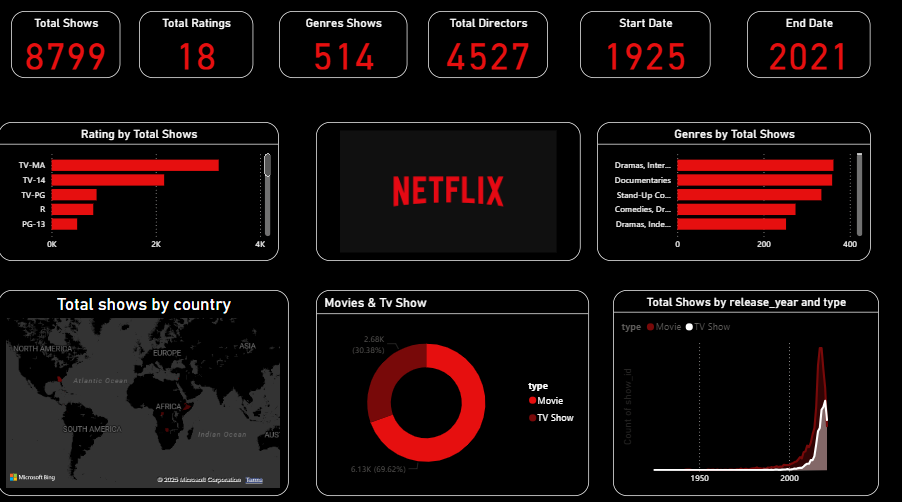 Total Shows
8799
Total Ratings
18
Genres Shows
514
Total Directors
4527
Start Date
1925
End Date
2021
Rating by Total Shows
TV-MA
TV-14
TV-PG
R
PG-13
0K 2K 4K
NETFLIX
Genres by Total Shows
Dramas, Inter...
Documentaries
Stand-Up Co...
Comedies, Dr...
Dramas, Inde...
0 200 400
Total shows by country
NORTH AMERICA
EUROPE
ASIA
Atlantic Ocean
AFRICA
SOUTH AMERICA
Indian Ocean
AUS
Microsoft Bing
© 2025 Microsoft Corporation Terms
Movies & Tv Show
2.68K
(30.38%)
type
Movie
TV Show
6.13K (69.62%)
Total Shows by release_year and type
type Movie TV Show
Count of show_id
1950 2000